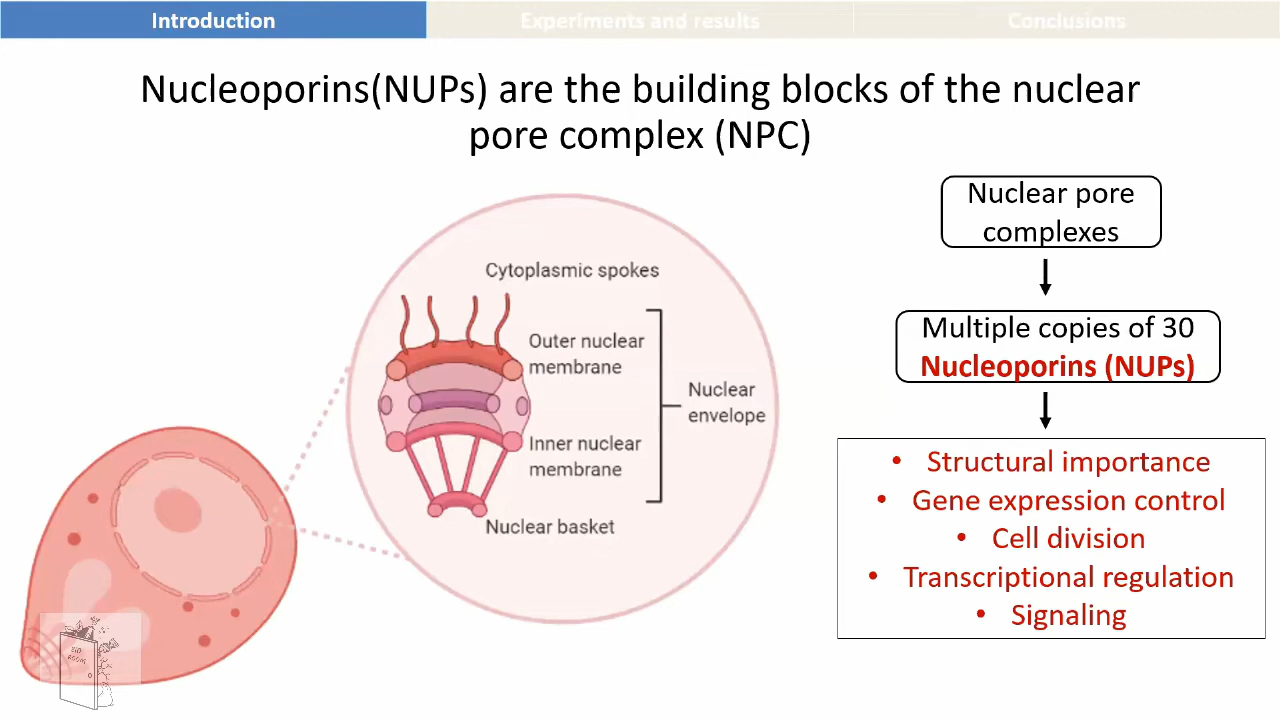 Introduction
Experiments and results
Conclusions
Nucleoporins(NUPs) are the building blocks of the nuclear
pore complex (NPC)
Cytoplasmic spokes
Outer nuclear
membrane
Nuclear
envelope
Inner nuclear
membrane
Nuclear basket
Nuclear pore
complexes
Multiple copies of 30
Nucleoporins (NUPs)
• Structural importance
• Gene expression control
• Cell division
• Transcriptional regulation
• Signaling
BIO
ROOM